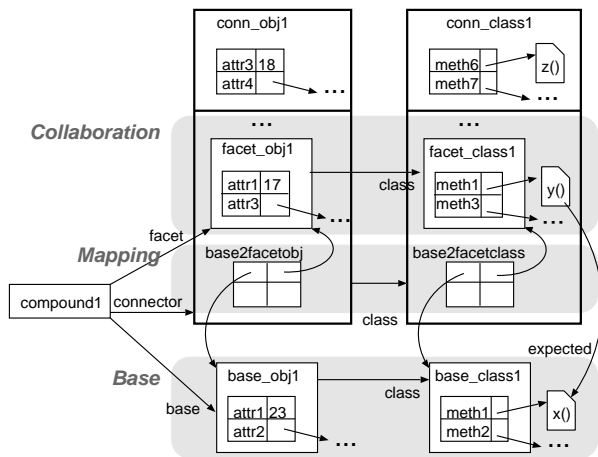 conn_obj1
conn_class1
attr3 18
attr4
...
meth6
meth7
z()
...
Collaboration
...
...
facet_obj1
facet_class1
attr1 17
attr3
...
class
meth1
meth3
y()
...
facet
Mapping
base2facetobj
base2facetclass
compound1
connector
class
expected
Base
base
base_obj1
base_class1
attr1 23
attr2
...
class
meth1
meth2
x()
...